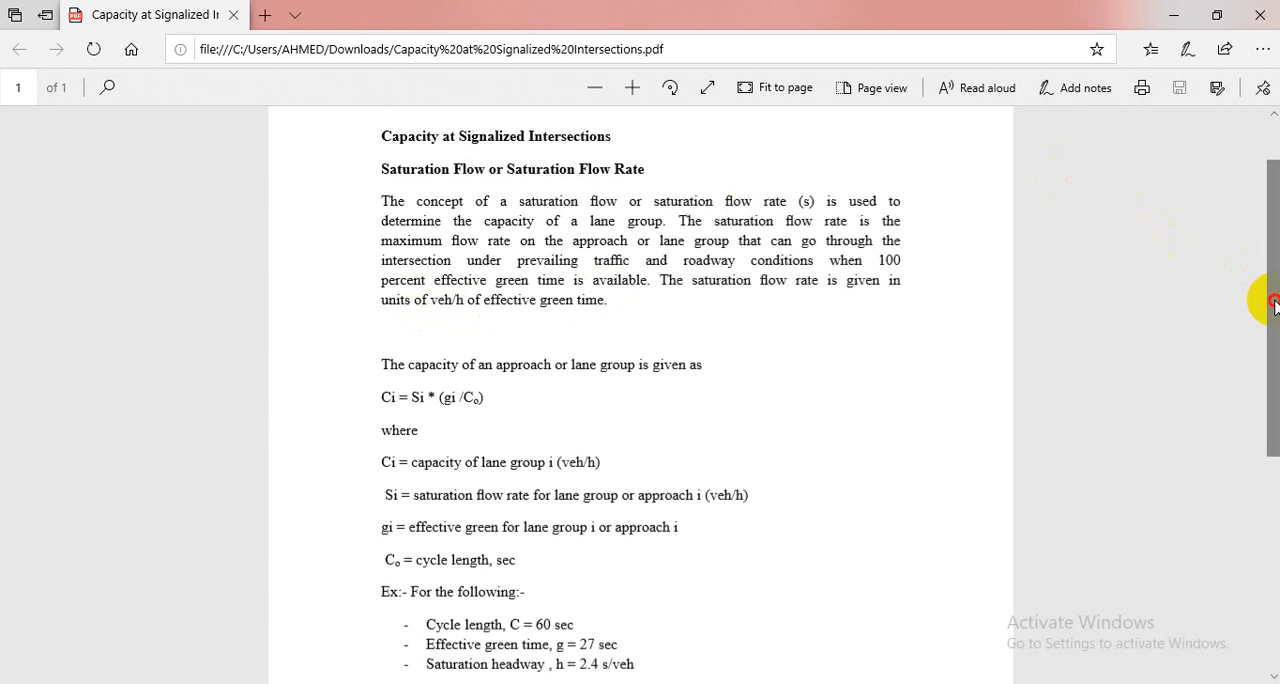 Capacity at Signalized Ir
file:///C:/Users/AHMED/Downloads/Capacity%20at%20Signalized%20Intersections.pdf
1 of 1 Fit to page Page view Read aloud Add notes
Capacity at Signalized Intersections
Saturation Flow or Saturation Flow Rate
The concept of a saturation flow or saturation flow rate (s) is used to
determine the capacity of a lane group. The saturation flow rate is the
maximum flow rate on the approach or lane group that can go through the
intersection under prevailing traffic and roadway conditions when 100
percent effective green time is available. The saturation flow rate is given in
units of veh/h of effective green time.
The capacity of an approach or lane group is given as
Ci = Si * (gi /Cₒ)
where
Ci = capacity of lane group i (veh/h)
Si = saturation flow rate for lane group or approach i (veh/h)
gi = effective green for lane group i or approach i
Cₒ = cycle length, sec
Ex:- For the following:-
- Cycle length, C = 60 sec
- Effective green time, g = 27 sec
- Saturation headway , h = 2.4 s/veh
Activate Windows
Go to Settings to activate Windows.